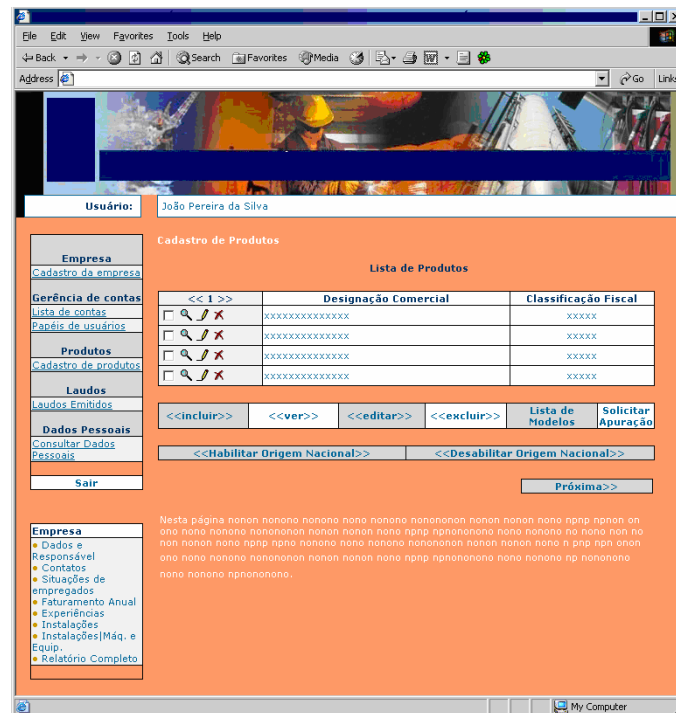 File Edit View Favorites Tools Help
Back Search Favorites Media
Address Go Links
Usuário: João Pereira da Silva
Cadastro de Produtos
Lista de Produtos
Empresa
Cadastro da empresa
Gerência de contas
Lista de contas
Papéis de usuários
Produtos
Cadastro de produtos
Laudos
Laudos Emitidos
Dados Pessoais
Consultar Dados
Pessoais
Sair
<< 1 >> Designação Comercial Classificação Fiscal
xxxxxxxxxxxxxx xxxxx
xxxxxxxxxxxxxx xxxxx
xxxxxxxxxxxxxx xxxxx
xxxxxxxxxxxxxx xxxxx
<<incluir>> <<ver>> <<editar>> <<excluir>> Lista de Modelos Solicitar Apuração
<<Habilitar Origem Nacional>> <<Desabilitar Origem Nacional>>
Próxima>>
Empresa
• Dados e
Responsável
• Contatos
• Situações de
empregados
• Faturamento Anual
• Experiências
• Instalações
• Instalações|Máq. e
Equip.
• Relatório Completo
Nesta página nonon nonono nonono nono nonono nonononon nonon nonon nono npnp npnon on
ono nono nonono nonononon nonon nonon nono npnp npnononono nono nonono no nono non no
non nonon nono npnp npno nonono nono nonono nonononon nonon nonon nono n pnp npn onon
ono nono nonono nonononon nonon nonon nono npnp npnononono nono nonono np nononono
nono nonono npnononono.
My Computer